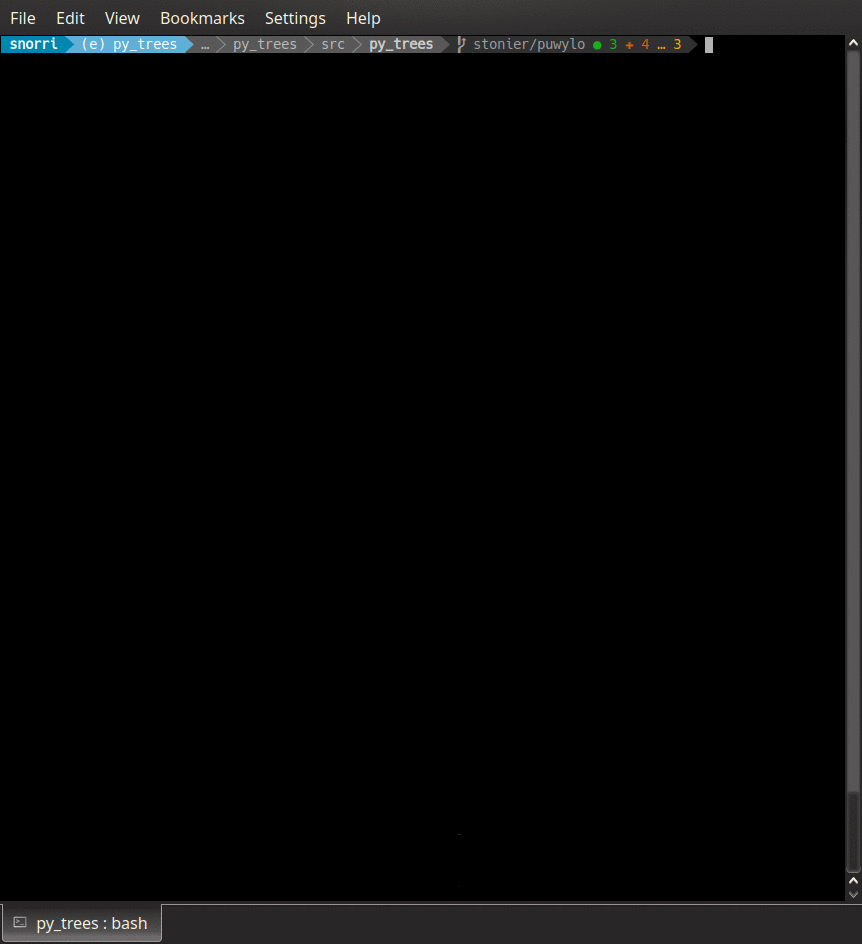 File Edit View Bookmarks Settings Help
snorri (e) py_trees … py_trees src py_trees stonier/puwylo ● 3 ✚ 4 … 3
py_trees : bash